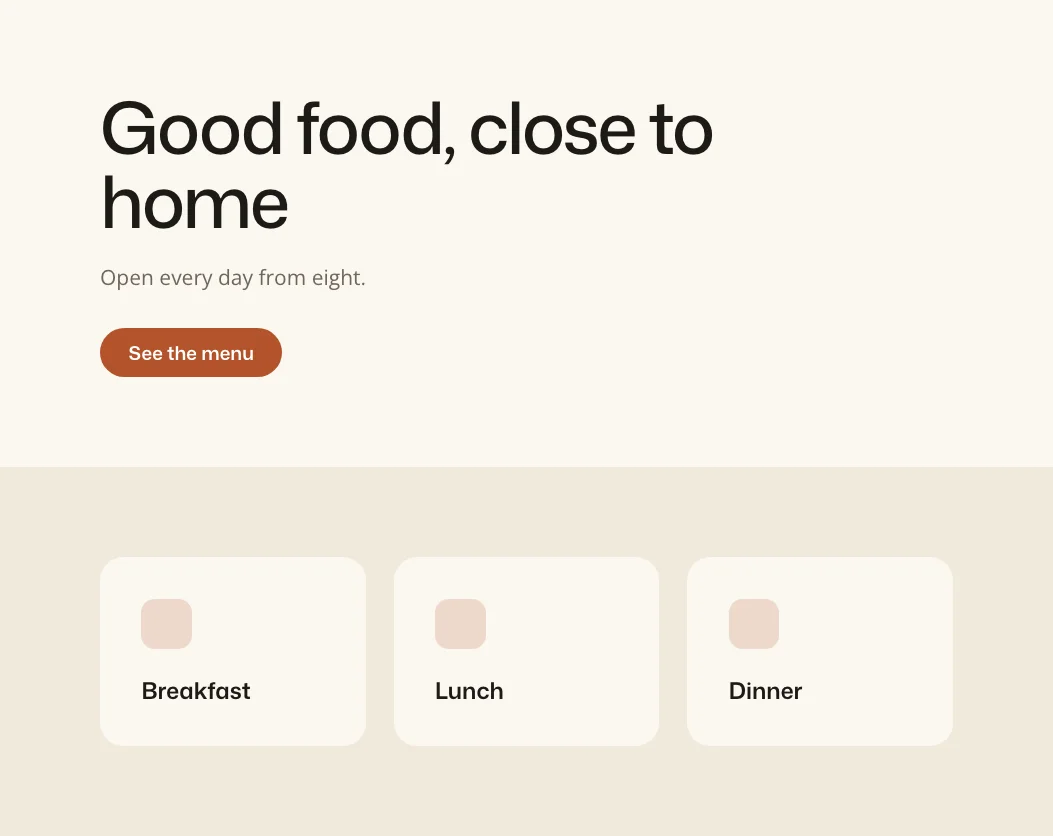 Good food, close to
home
Open every day from eight.
See the menu
Breakfast
Lunch
Dinner